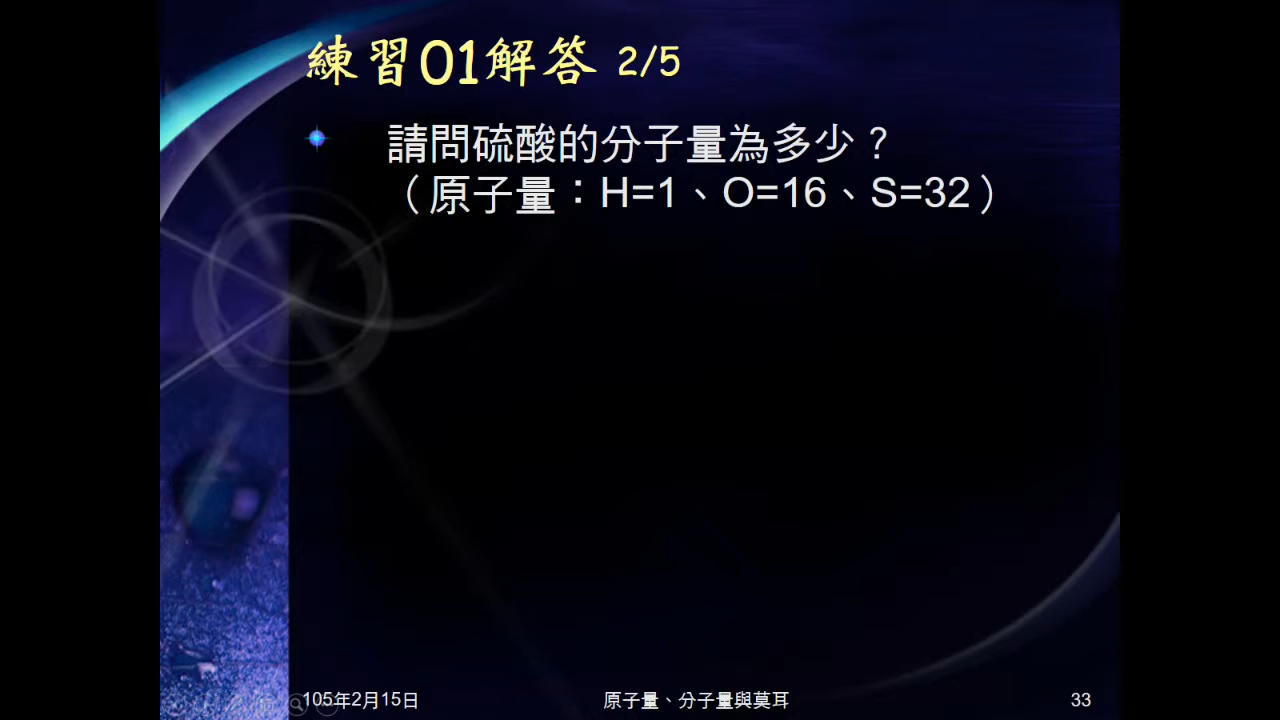 練習01解答 2/5
請問硫酸的分子量為多少？
（原子量：H=1、O=16、S=32）
105年2月15日
原子量、分子量與莫耳
33